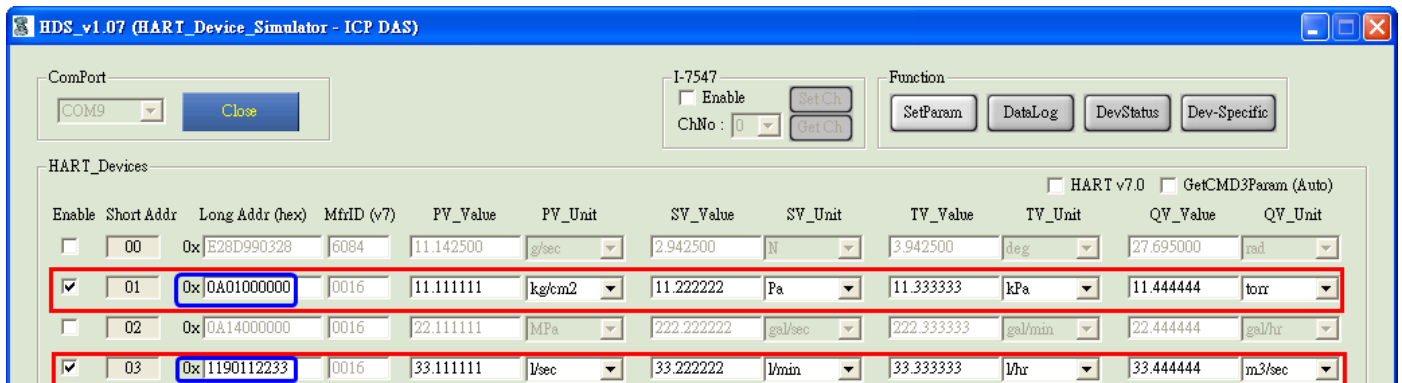 HDS_v1.07 (HART_Device_Simulator - ICP DAS)
ComPort
COM9 Close
I-7547
Enable Set Ch
ChNo : 0 Get Ch
Function
SetParam DataLog DevStatus Dev-Specific
HART_Devices
HART v7.0 GetCMD3Param (Auto)
Enable Short Addr Long Addr (hex) MfrID (v7) PV_Value PV_Unit SV_Value SV_Unit TV_Value TV_Unit QV_Value QV_Unit
00 0x E28D990328 6084 11.142500 g/sec 2.942500 N 3.942500 deg 27.695000 rad
01 0x 0A01000000 0016 11.111111 kg/cm2 11.222222 Pa 11.333333 kPa 11.444444 torr
02 0x 0A14000000 0016 22.111111 MPa 222.222222 gal/sec 222.333333 gal/min 22.444444 gal/hr
03 0x 1190112233 0016 33.111111 l/sec 33.222222 l/min 33.333333 l/hr 33.444444 m3/sec